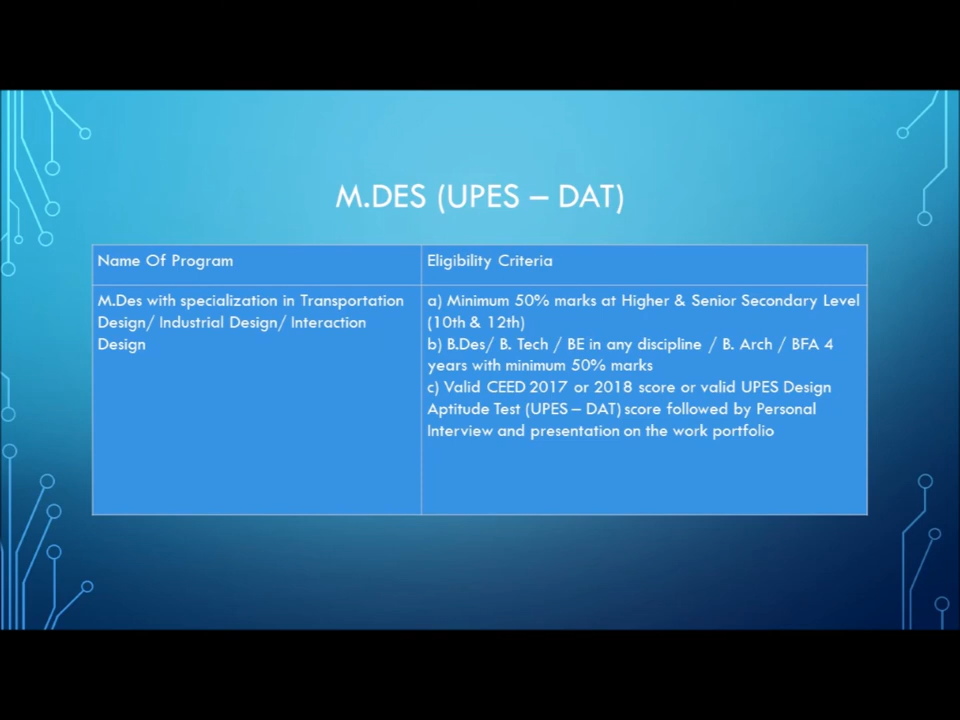 M.DES (UPES – DAT)
Name Of Program
Eligibility Criteria
M.Des with specialization in Transportation
Design/ Industrial Design/ Interaction
Design
a) Minimum 50% marks at Higher & Senior Secondary Level
(10th & 12th)
b) B.Des/ B. Tech / BE in any discipline / B. Arch / BFA 4
years with minimum 50% marks
c) Valid CEED 2017 or 2018 score or valid UPES Design
Aptitude Test (UPES – DAT) score followed by Personal
Interview and presentation on the work portfolio